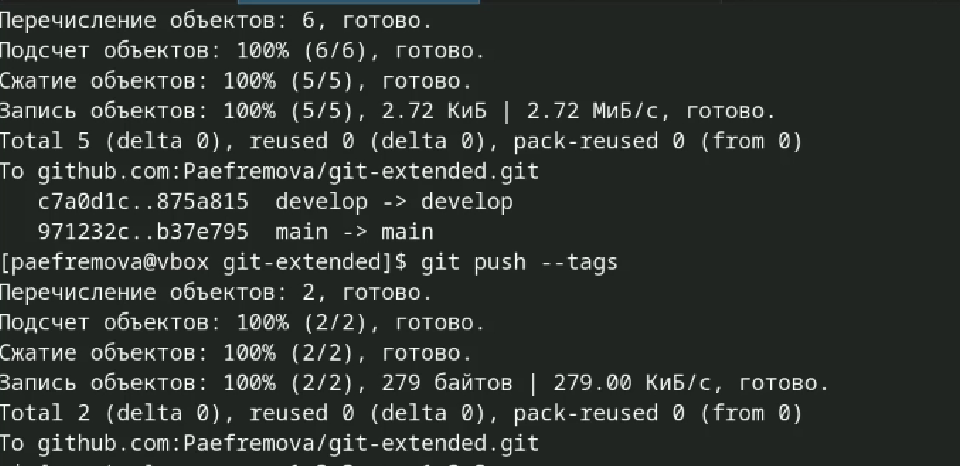 Перечисление объектов: 6, готово.
Подсчет объектов: 100% (6/6), готово.
Сжатие объектов: 100% (5/5), готово.
Запись объектов: 100% (5/5), 2.72 КиБ | 2.72 МиБ/с, готово.
Total 5 (delta 0), reused 0 (delta 0), pack-reused 0 (from 0)
To github.com:Paefremova/git-extended.git
c7a0d1c..875a815 develop -> develop
971232c..b37e795 main -> main
[paefremova@vbox git-extended]$ git push --tags
Перечисление объектов: 2, готово.
Подсчет объектов: 100% (2/2), готово.
Сжатие объектов: 100% (2/2), готово.
Запись объектов: 100% (2/2), 279 байтов | 279.00 КиБ/с, готово.
Total 2 (delta 0), reused 0 (delta 0), pack-reused 0 (from 0)
To github.com:Paefremova/git-extended.git